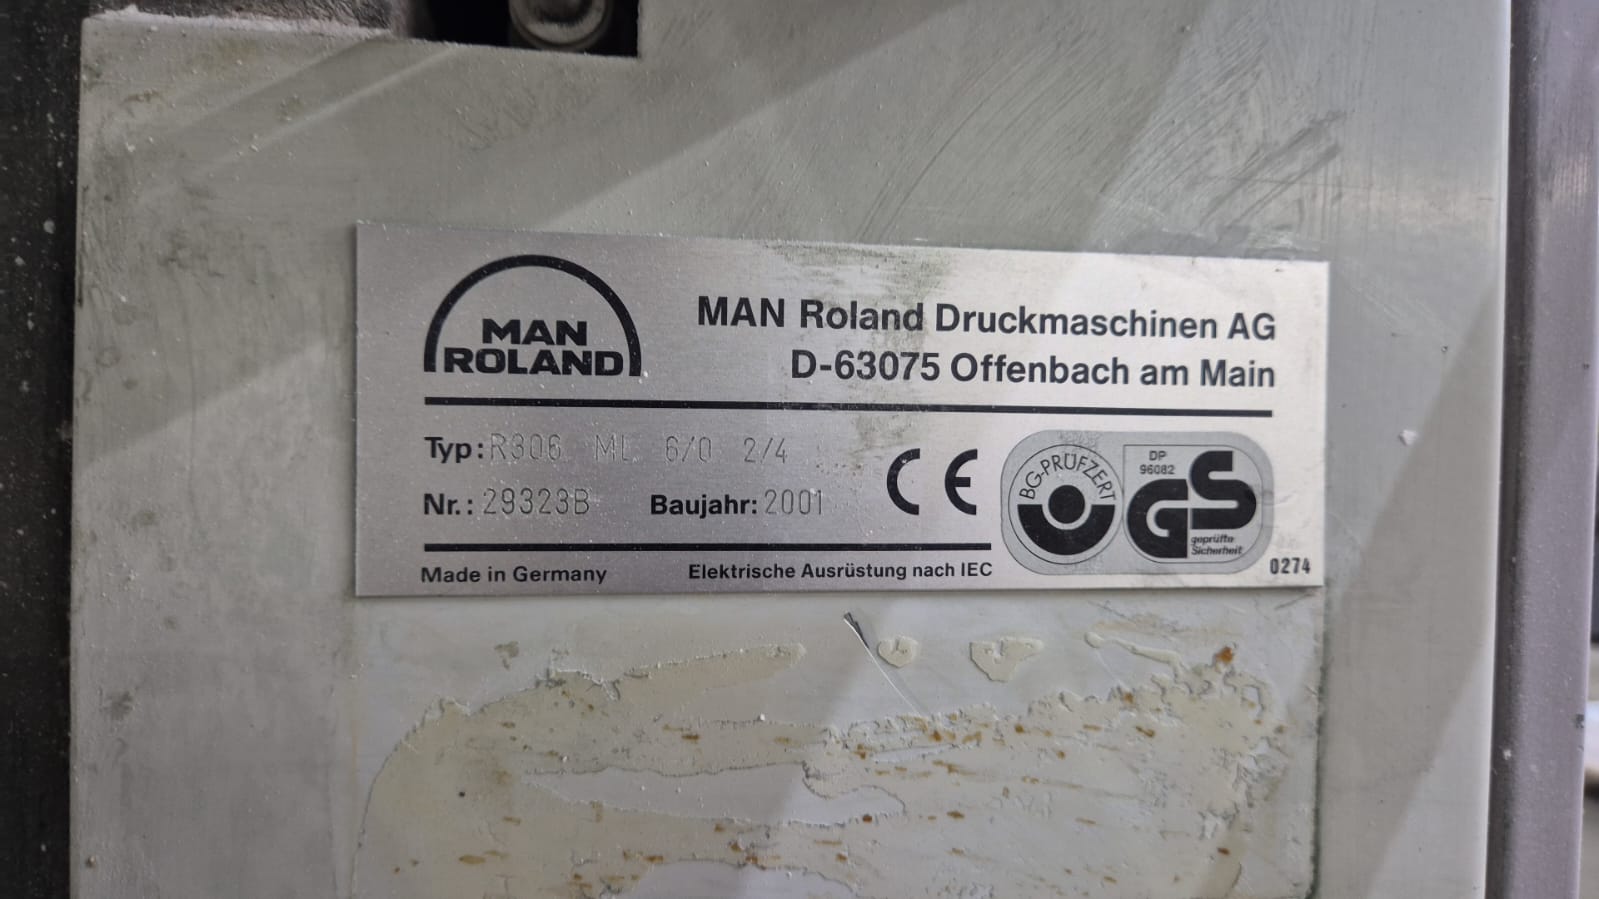 MAN
ROLAND
MAN Roland Druckmaschinen AG
D-63075 Offenbach am Main
Typ: R306 ML 6/0 2/4
Nr.: 29323B
Baujahr: 2001
CE
BG-PRÜFZERT
DP
96082
GS
geprüfte
Sicherheit
Made in Germany
Elektrische Ausrüstung nach IEC
0274